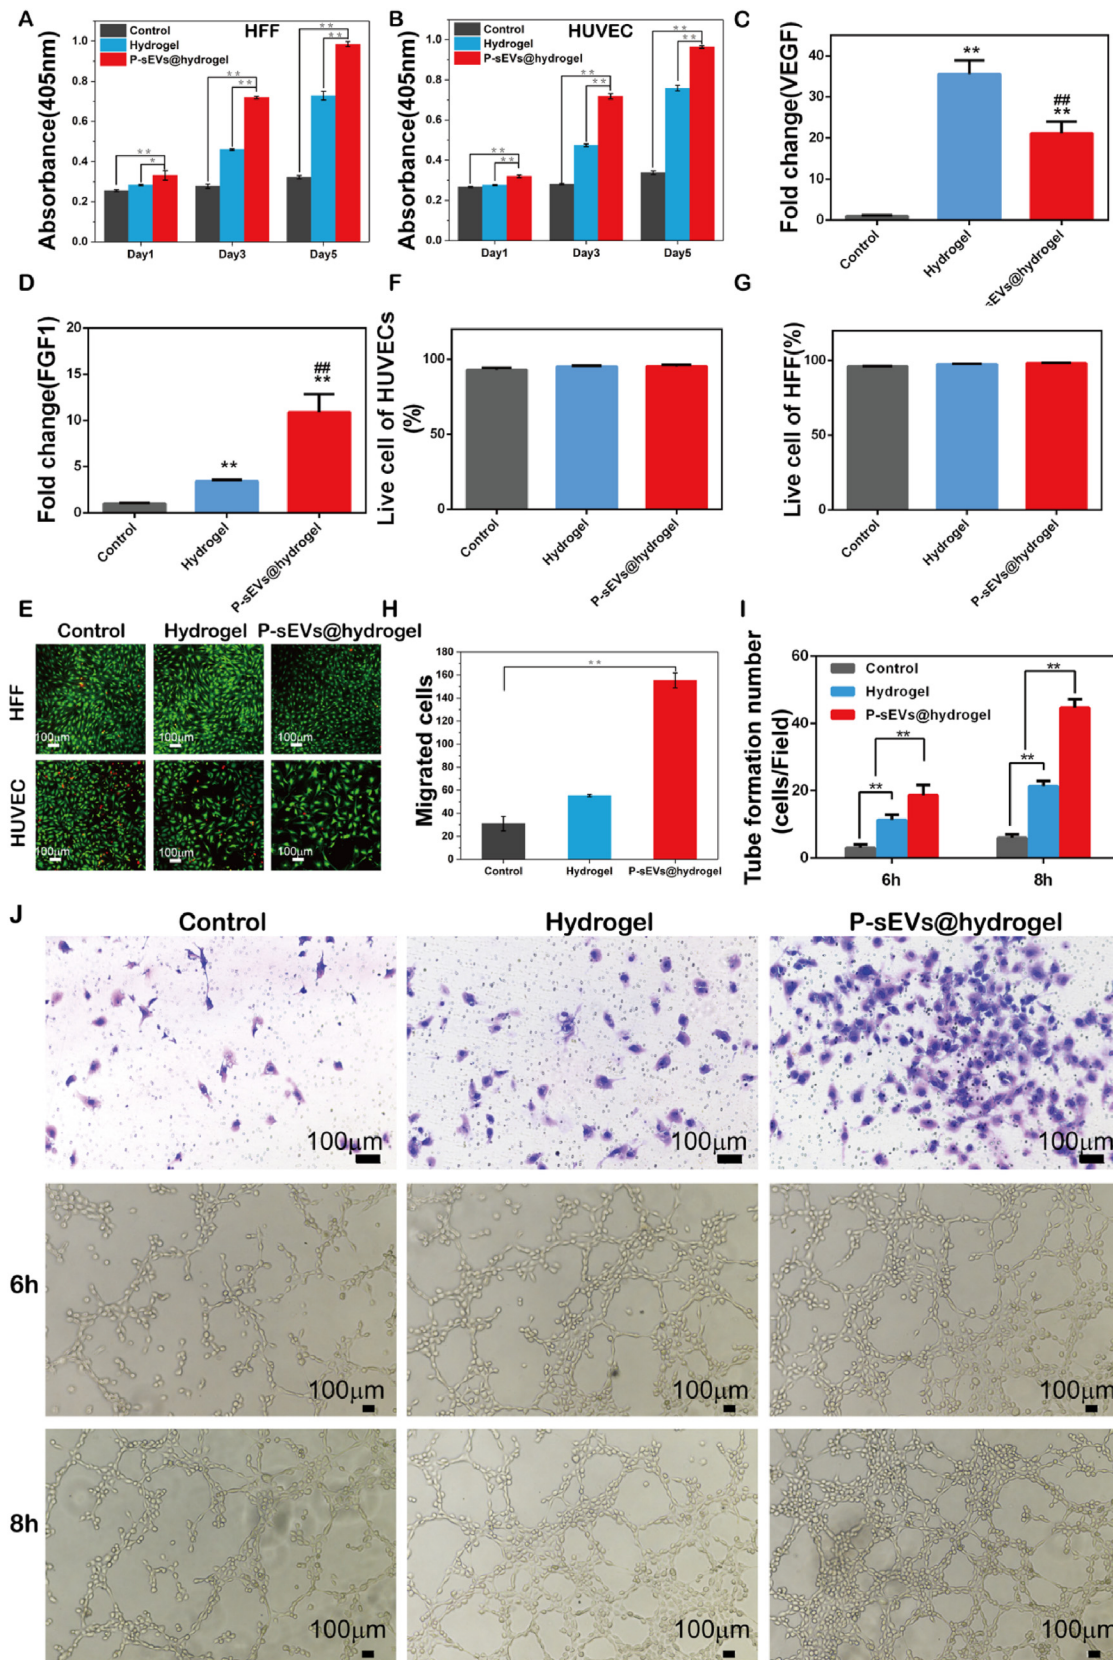 A
HFF
Control
Hydrogel
P-sEVs@hydrogel
Absorbance(405nm)
1.0
0.8
0.6
0.4
0.2
0.0
**
*
**
**
**
**
Day1
Day3
Day5
B
HUVEC
Control
Hydrogel
P-sEVs@hydrogel
Absorbance(405nm)
1.0
0.8
0.6
0.4
0.2
0.0
**
**
**
**
**
**
Day1
Day3
Day5
C
Fold change(VEGF)
40
30
20
10
0
**
##
**
Control
Hydrogel
sEVs@hydrogel
D
Fold change(FGF1)
20
15
10
5
0
**
##
**
Control
Hydrogel
P-sEVs@hydrogel
F
Live cell of HUVECs
(%)
100
50
0
Control
Hydrogel
P-sEVs@hydrogel
G
Live cell of HFF(%)
100
50
0
Control
Hydrogel
P-sEVs@hydrogel
E
Control
Hydrogel
P-sEVs@hydrogel
HFF
100μm
100μm
100μm
HUVEC
100μm
100μm
100μm
H
Migrated cells
180
160
140
120
100
80
60
40
20
0
**
Control
Hydrogel
P-sEVs@hydrogel
I
Tube formation number
(cells/Field)
60
40
20
0
Control
Hydrogel
P-sEVs@hydrogel
**
**
**
**
6h
8h
J
Control
Hydrogel
P-sEVs@hydrogel
100μm
100μm
100μm
6h
100μm
100μm
100μm
8h
100μm
100μm
100μm